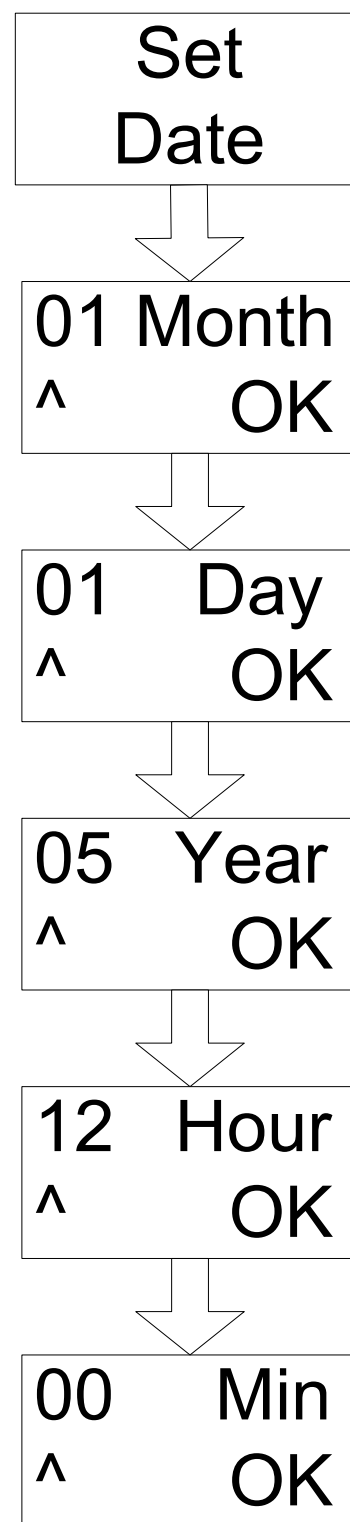 Set
Date
01 Month
^ OK
01 Day
^ OK
05 Year
^ OK
12 Hour
^ OK
00 Min
^ OK